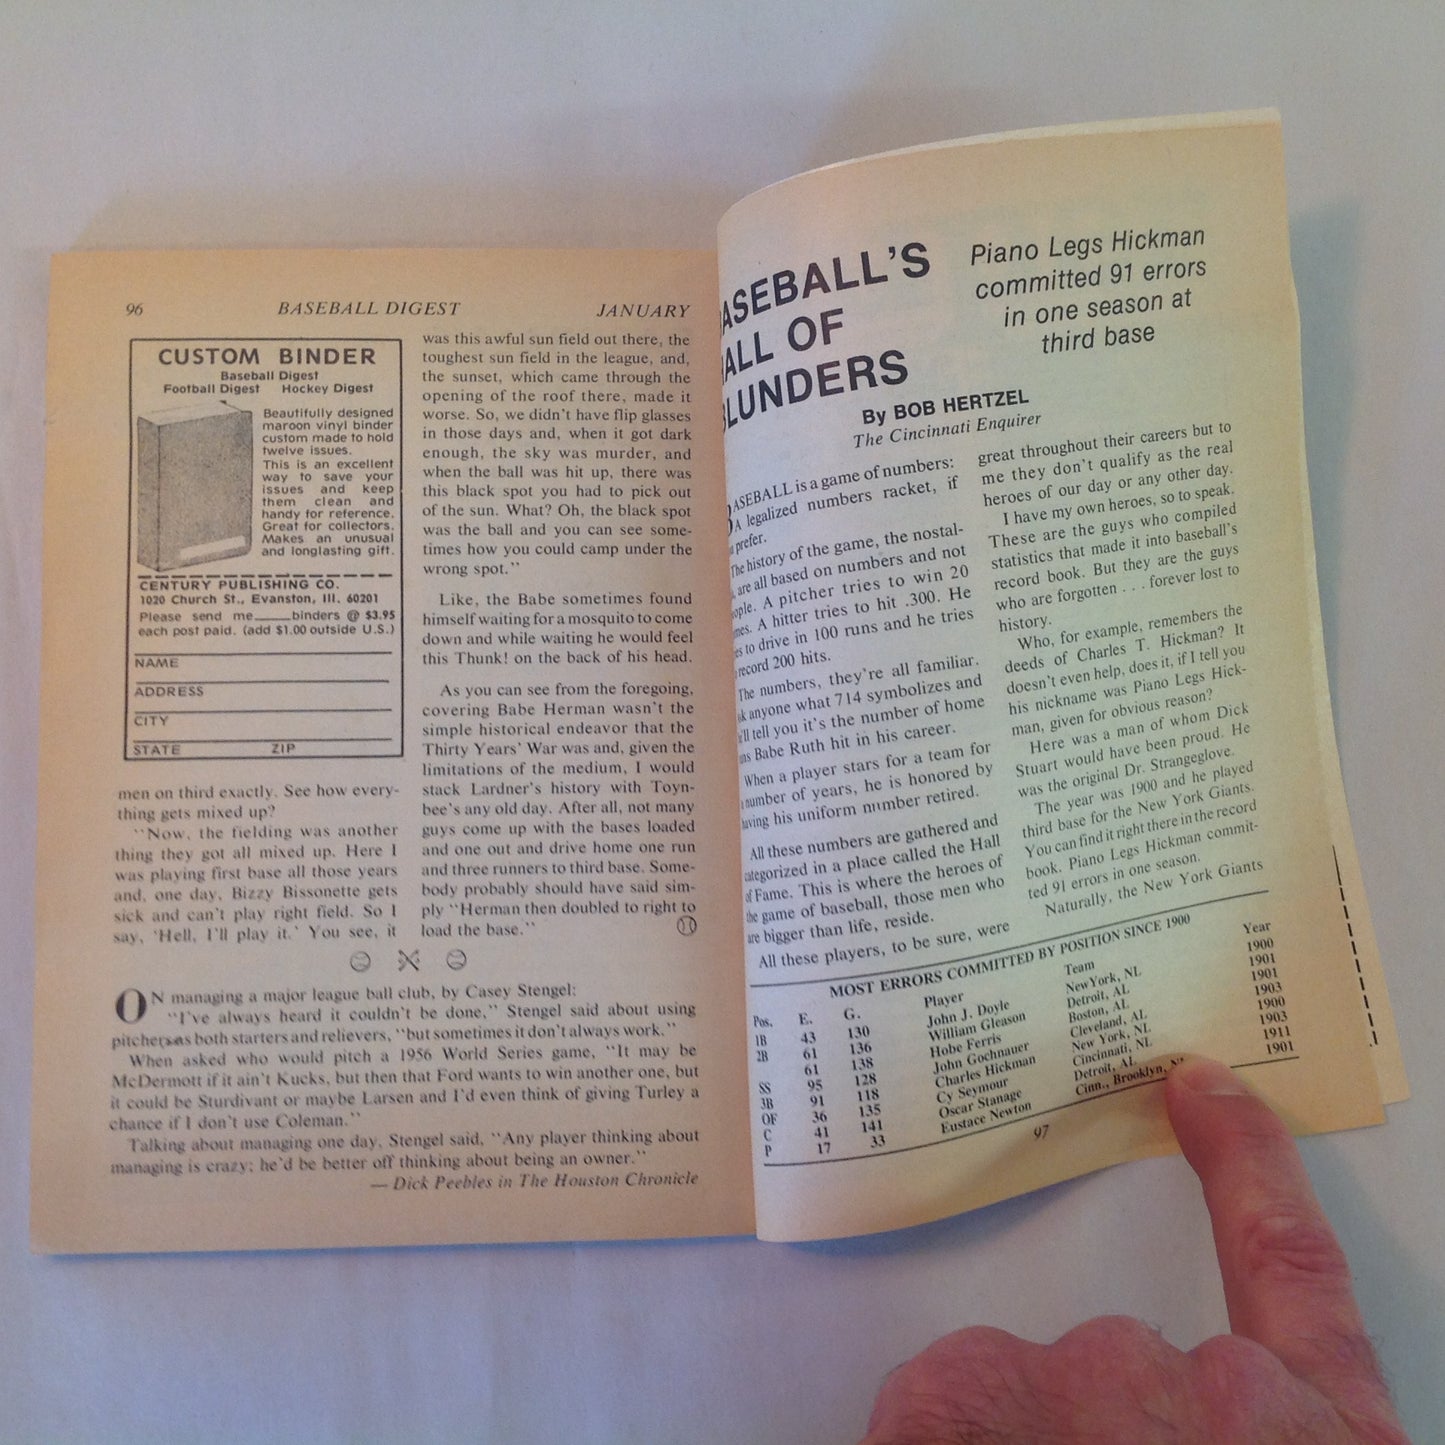 96
BASEBALL DIGEST
JANUARY
CUSTOM BINDER
Baseball Digest
Football Digest Hockey Digest
Beautifully designed
maroon vinyl binder
custom made to hold
twelve issues.
This is an excellent
way to save your
issues and keep
them clean and
handy for reference.
Great for collectors.
Makes an unusual
and longlasting gift.
CENTURY PUBLISHING CO.
1020 Church St., Evanston, Ill. 60201
Please send me_____binders @ $3.95
each post paid. (add $1.00 outside U.S.)
NAME
ADDRESS
CITY
STATE ZIP
men on third exactly. See how every-
thing gets mixed up?
"Now, the fielding was another
thing they got all mixed up. Here I
was playing first base all those years
and, one day, Bizzy Bissonette gets
sick and can't play right field. So I
say, 'Hell, I'll play it.' You see, it
was this awful sun field out there, the
toughest sun field in the league, and,
the sunset, which came through the
opening of the roof there, made it
worse. So, we didn't have flip glasses
in those days and, when it got dark
enough, the sky was murder, and
when the ball was hit up, there was
this black spot you had to pick out
of the sun. What? Oh, the black spot
was the ball and you can see some-
times how you could camp under the
wrong spot."
Like, the Babe sometimes found
himself waiting for a mosquito to come
down and while waiting he would feel
this Thunk! on the back of his head.
As you can see from the foregoing,
covering Babe Herman wasn't the
simple historical endeavor that the
Thirty Years' War was and, given the
limitations of the medium, I would
stack Lardner's history with Toyn-
bee's any old day. After all, not many
guys come up with the bases loaded
and one out and drive home one run
and three runners to third base. Some-
body probably should have said sim-
ply "Herman then doubled to right to
load the base."
ON managing a major league ball club, by Casey Stengel:
"I've always heard it couldn't be done," Stengel said about using
pitchers as both starters and relievers, "but sometimes it don't always work."
When asked who would pitch a 1956 World Series game, "It may be
McDermott if it ain't Kucks, but then that Ford wants to win another one, but
it could be Sturdivant or maybe Larsen and I'd even think of giving Turley a
chance if I don't use Coleman."
Talking about managing one day, Stengel said, "Any player thinking about
managing is crazy; he'd be better off thinking about being an owner."
— Dick Peebles in The Houston Chronicle
ASEBALL'S
ALL OF
LUNDERS
Piano Legs Hickman
committed 91 errors
in one season at
third base
By BOB HERTZEL
The Cincinnati Enquirer
BASEBALL is a game of numbers:
A legalized numbers racket, if
prefer.
The history of the game, the nostal-
are all based on numbers and not
ople. A pitcher tries to win 20
mes. A hitter tries to hit .300. He
es to drive in 100 runs and he tries
record 200 hits.
The numbers, they're all familiar.
sk anyone what 714 symbolizes and
'll tell you it's the number of home
ns Babe Ruth hit in his career.
When a player stars for a team for
number of years, he is honored by
aving his uniform number retired.
All these numbers are gathered and
ategorized in a place called the Hall
of Fame. This is where the heroes of
the game of baseball, those men who
are bigger than life, reside.
All these players, to be sure, were
great throughout their careers but to
me they don't qualify as the real
heroes of our day or any other day.
I have my own heroes, so to speak.
These are the guys who compiled
statistics that made it into baseball's
record book. But they are the guys
who are forgotten . . . forever lost to
history.
Who, for example, remembers the
deeds of Charles T. Hickman? It
doesn't even help, does it, if I tell you
his nickname was Piano Legs Hick-
man, given for obvious reason?
Here was a man of whom Dick
Stuart would have been proud. He
was the original Dr. Strangeglove.
The year was 1900 and he played
third base for the New York Giants.
You can find it right there in the record
book. Piano Legs Hickman commit-
ted 91 errors in one season.
Naturally, the New York Giants
MOST ERRORS COMMITTED BY POSITION SINCE 1900
Pos. E. G. Player Team Year
1B 43 130 John J. Doyle NewYork, NL 1900
2B 61 136 William Gleason Detroit, AL 1901
61 138 Hobe Ferris Boston, AL 1901
SS 95 128 John Gochnauer Cleveland, AL 1903
3B 91 118 Charles Hickman New York, NL 1900
OF 36 135 Cy Seymour Cincinnati, NL 1903
C 41 141 Oscar Stanage Detroit, AL 1911
P 17 33 Eustace Newton Cinn., Brooklyn, NL 1901
97